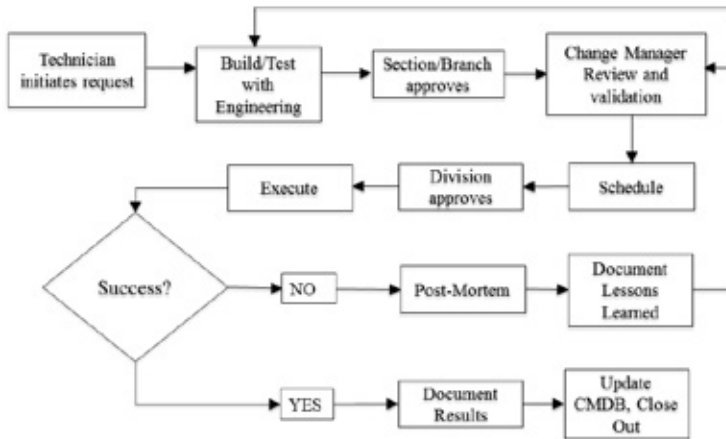 Technician
initiates request
Build/Test
with
Engineering
Section/Branch
approves
Change Manager
Review and
validation
Execute
Division
approves
Schedule
Success?
NO
Post-Mortem
Document
Lessons
Learned
YES
Document
Results
Update
CMDB, Close
Out